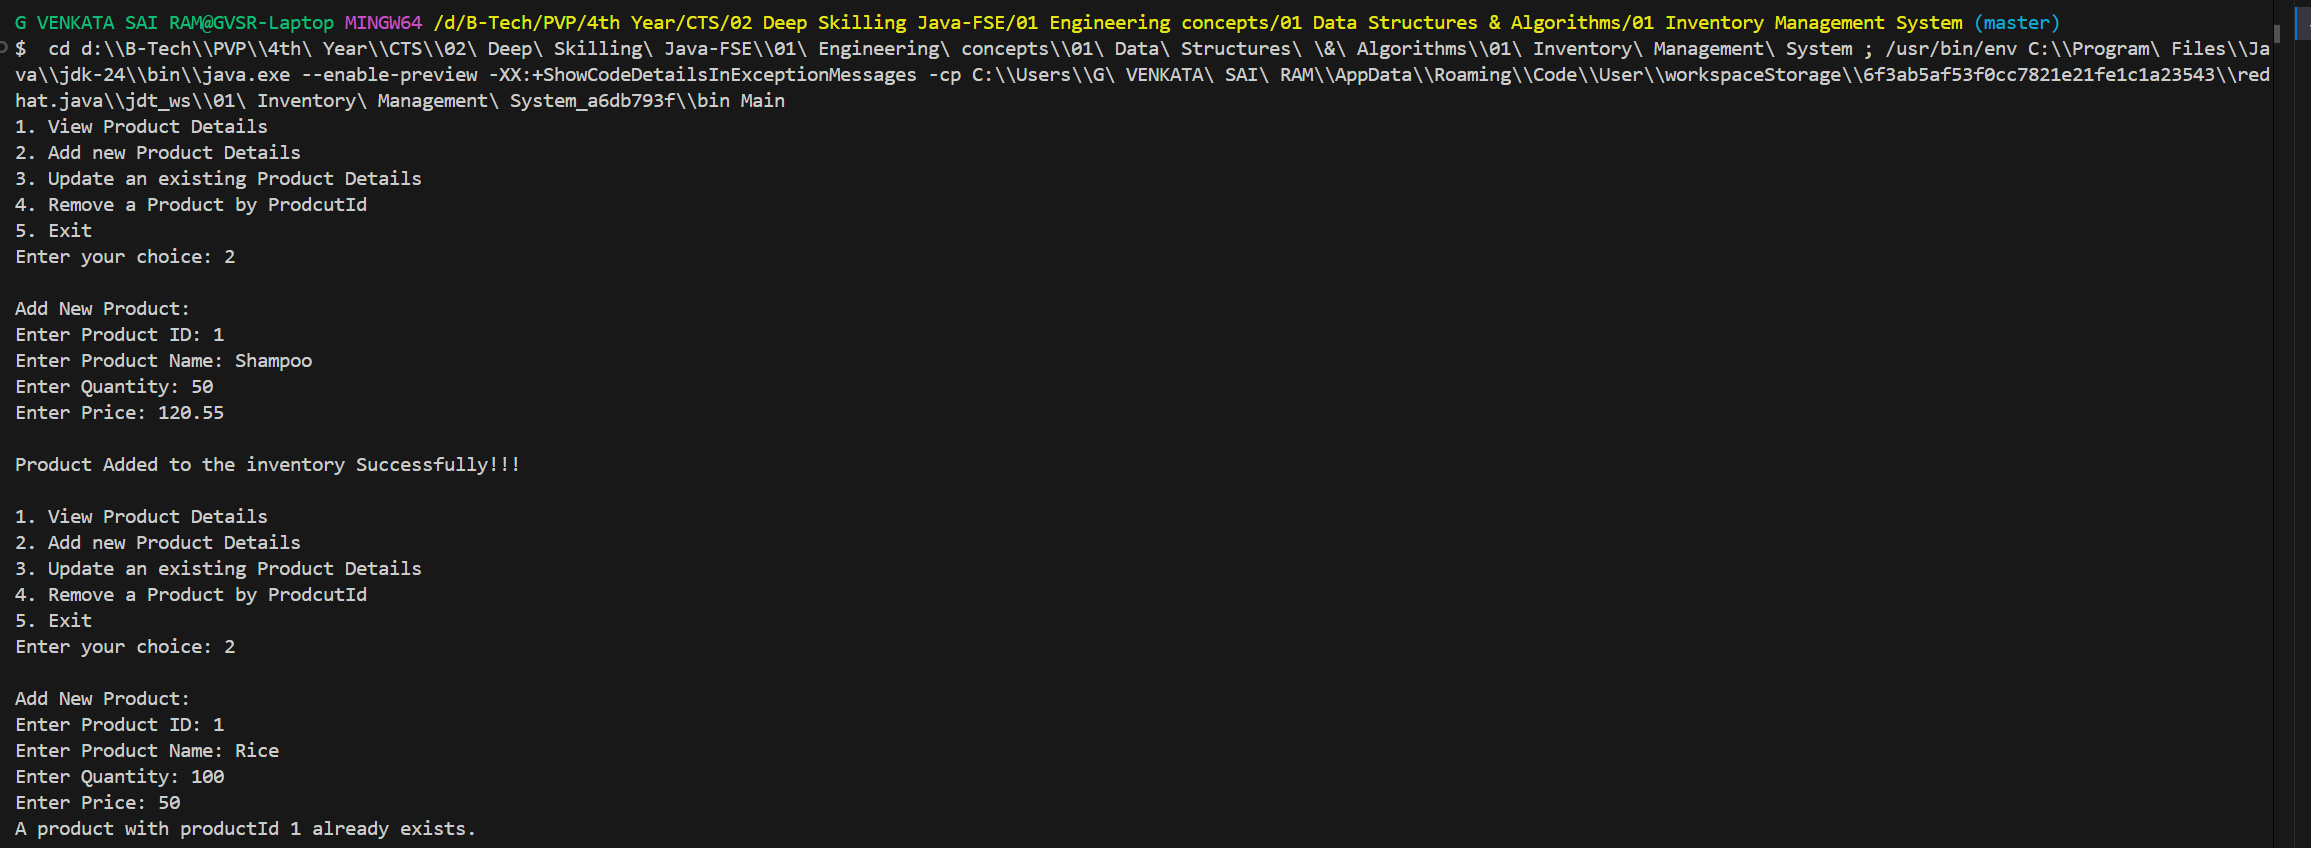 G VENKATA SAI RAM@GVSR-Laptop MINGW64 /d/B-Tech/PVP/4th Year/CTS/02 Deep Skilling Java-FSE/01 Engineering concepts/01 Data Structures & Algorithms/01 Inventory Management System (master)
$  cd d:\\B-Tech\\PVP\\4th\ Year\\CTS\\02\ Deep\ Skilling\ Java-FSE\\01\ Engineering\ concepts\\01\ Data\ Structures\ \&\ Algorithms\\01\ Inventory\ Management\ System ; /usr/bin/env C:\\Program\ Files\\Ja
va\\jdk-24\\bin\\java.exe --enable-preview -XX:+ShowCodeDetailsInExceptionMessages -cp C:\\Users\\G\ VENKATA\ SAI\ RAM\\AppData\\Roaming\\Code\\User\\workspaceStorage\\6f3ab5af53f0cc7821e21fe1c1a23543\\red
hat.java\\jdt_ws\\01\ Inventory\ Management\ System_a6db793f\\bin Main
1. View Product Details
2. Add new Product Details
3. Update an existing Product Details
4. Remove a Product by ProdcutId
5. Exit
Enter your choice: 2
Add New Product:
Enter Product ID: 1
Enter Product Name: Shampoo
Enter Quantity: 50
Enter Price: 120.55
Product Added to the inventory Successfully!!!
1. View Product Details
2. Add new Product Details
3. Update an existing Product Details
4. Remove a Product by ProdcutId
5. Exit
Enter your choice: 2
Add New Product:
Enter Product ID: 1
Enter Product Name: Rice
Enter Quantity: 100
Enter Price: 50
A product with productId 1 already exists.